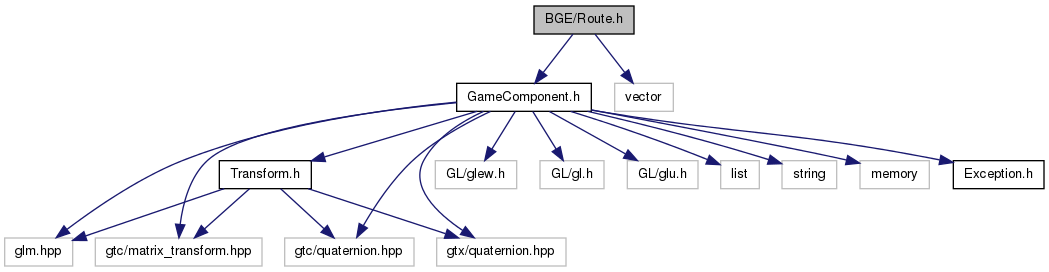 BGE/Route.h
GameComponent.h
vector
Transform.h
GL/glew.h
GL/gl.h
GL/glu.h
list
string
memory
Exception.h
glm.hpp
gtc/matrix_transform.hpp
gtc/quaternion.hpp
gtx/quaternion.hpp